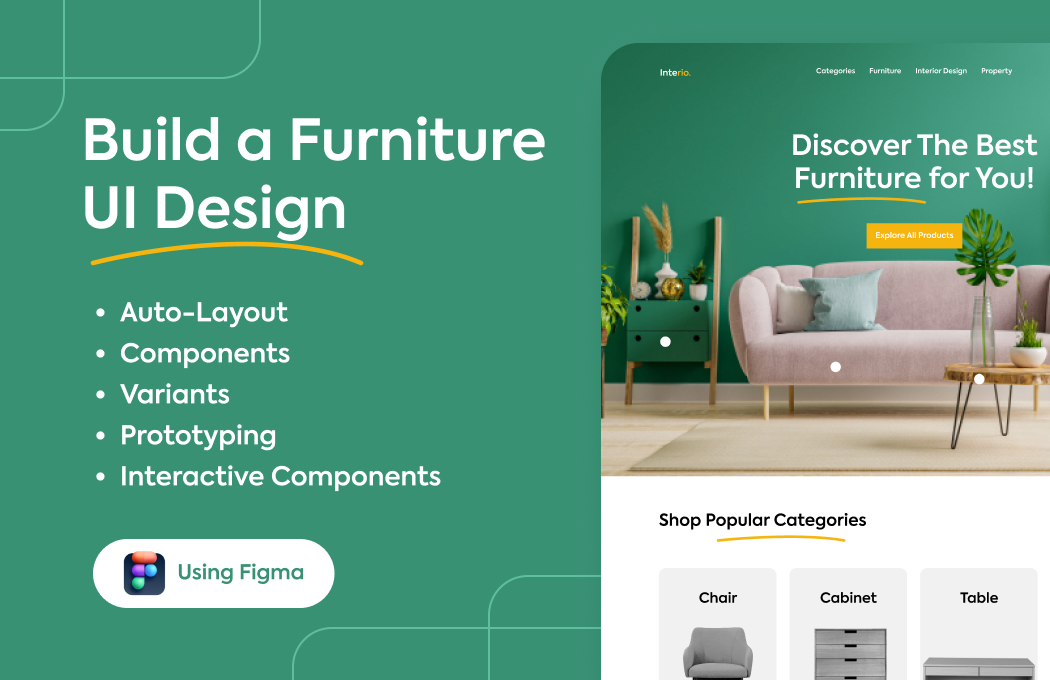 Build a Furniture
UI Design
• Auto-Layout
• Components
• Variants
• Prototyping
• Interactive Components
Using Figma
Interio.
Categories Furniture Interior Design Property
Discover The Best
Furniture for You!
Explore All Products
Shop Popular Categories
Chair Cabinet Table